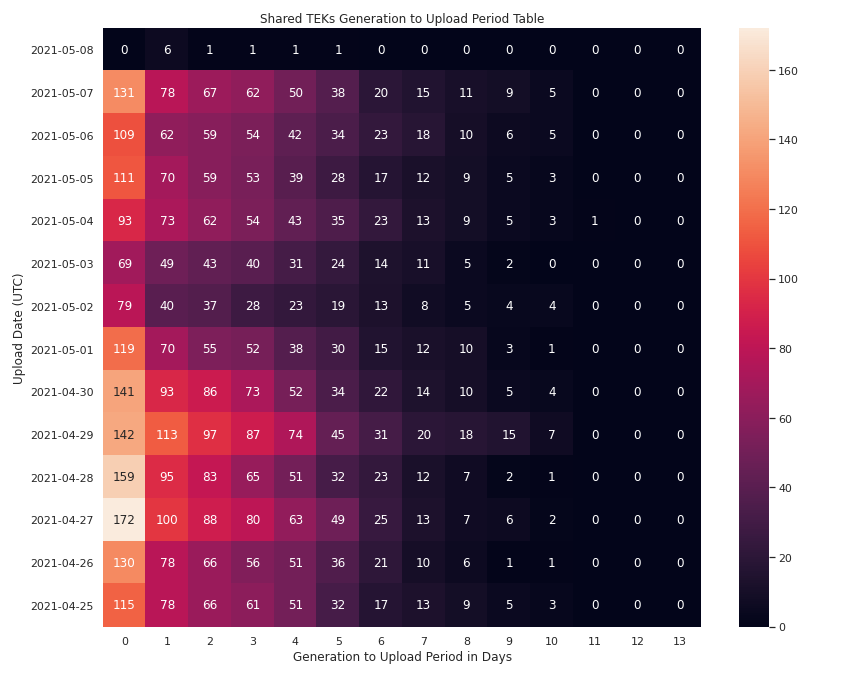 Shared TEKs Generation to Upload Period Table
Upload Date (UTC)
2021-05-08 0 6 1 1 1 1 0 0 0 0 0 0 0 0
2021-05-07 131 78 67 62 50 38 20 15 11 9 5 0 0 0
2021-05-06 109 62 59 54 42 34 23 18 10 6 5 0 0 0
2021-05-05 111 70 59 53 39 28 17 12 9 5 3 0 0 0
2021-05-04 93 73 62 54 43 35 23 13 9 5 3 1 0 0
2021-05-03 69 49 43 40 31 24 14 11 5 2 0 0 0 0
2021-05-02 79 40 37 28 23 19 13 8 5 4 4 0 0 0
2021-05-01 119 70 55 52 38 30 15 12 10 3 1 0 0 0
2021-04-30 141 93 86 73 52 34 22 14 10 5 4 0 0 0
2021-04-29 142 113 97 87 74 45 31 20 18 15 7 0 0 0
2021-04-28 159 95 83 65 51 32 23 12 7 2 1 0 0 0
2021-04-27 172 100 88 80 63 49 25 13 7 6 2 0 0 0
2021-04-26 130 78 66 56 51 36 21 10 6 1 1 0 0 0
2021-04-25 115 78 66 61 51 32 17 13 9 5 3 0 0 0
0 1 2 3 4 5 6 7 8 9 10 11 12 13
Generation to Upload Period in Days
160
140
120
100
80
60
40
20
0